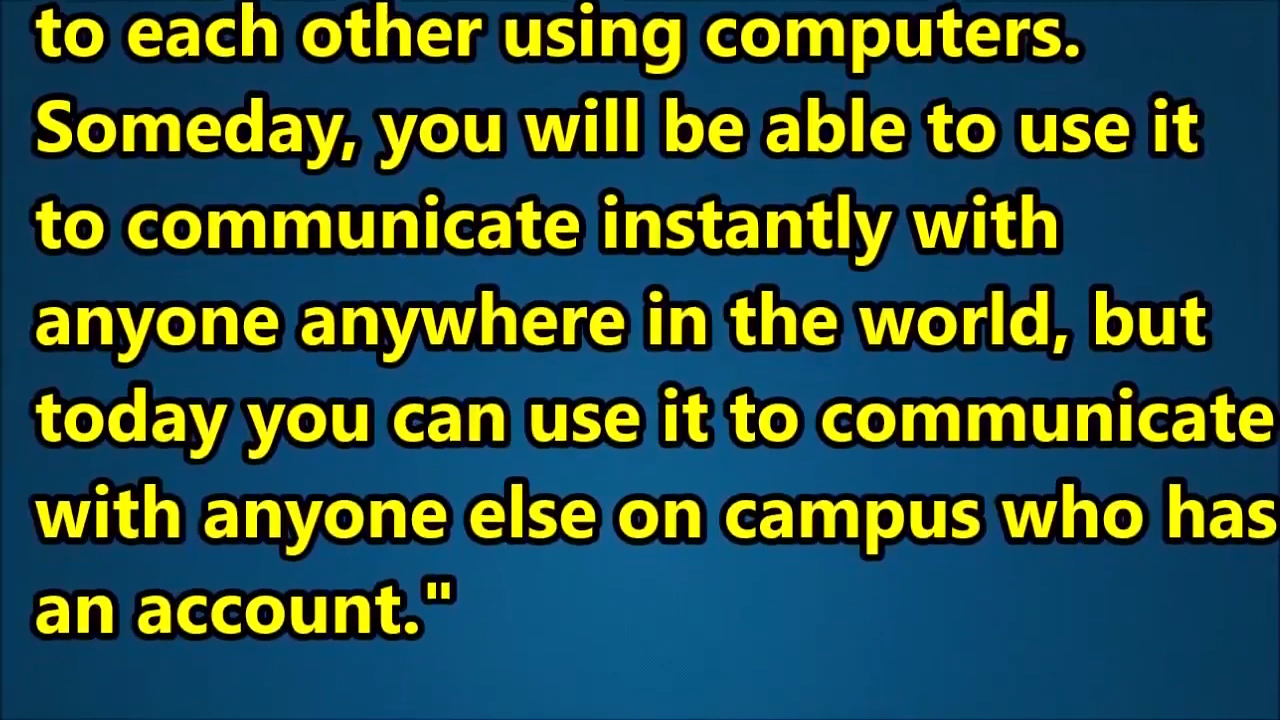 to each other using computers.
Someday, you will be able to use it
to communicate instantly with
anyone anywhere in the world, but
today you can use it to communicate
with anyone else on campus who has
an account."